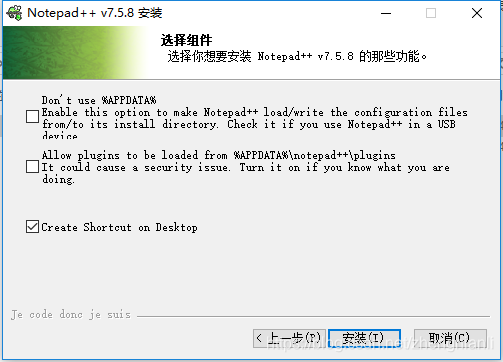 Notepad++ v7.5.8 安装
选择组件
选择你想要安装 Notepad++ v7.5.8 的那些功能。
Don't use %APPDATA%
Enable this option to make Notepad++ load/write the configuration files
from/to its install directory. Check it if you use Notepad++ in a USB
device
Allow plugins to be loaded from %APPDATA%\notepad++\plugins
It could cause a security issue. Turn it on if you know what you are
doing.
Create Shortcut on Desktop
Je code donc je suis
< 上一步(P) 安装(I) 取消(C)